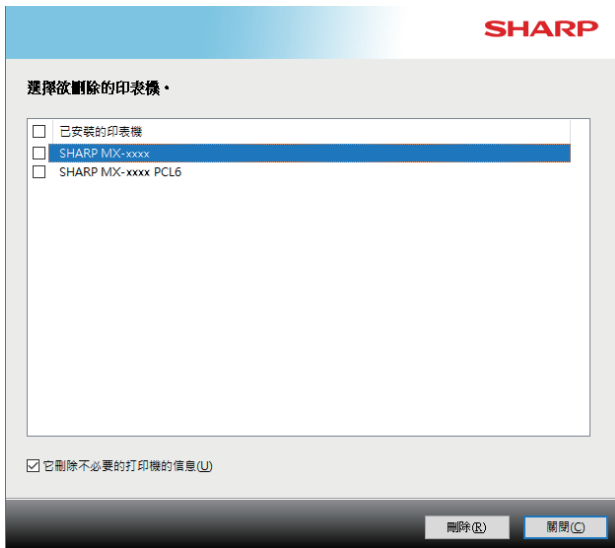 SHARP
選擇欲刪除的印表機。
已安裝的印表機
SHARP MX-xxxx
SHARP MX-xxxx PCL6
它刪除不必要的打印機的信息(U)
刪除(R)
關閉(C)